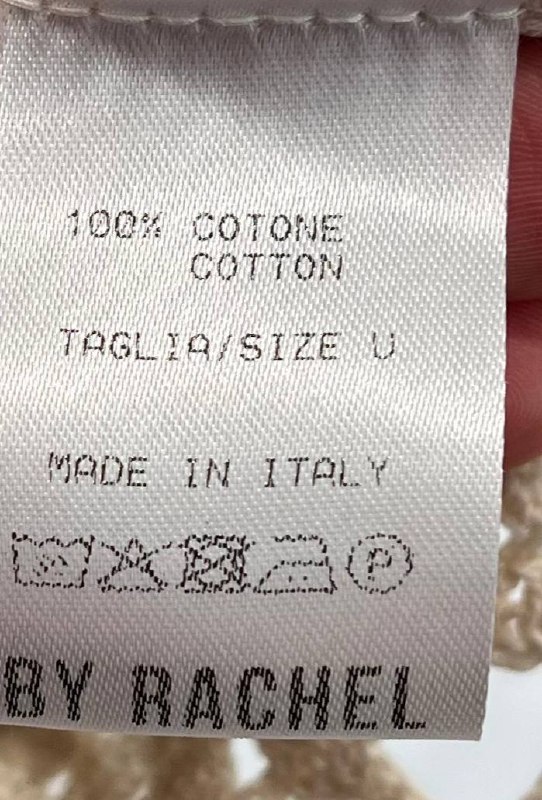 100% COTONE
COTTON
TAGLIA/SIZE U
MADE IN ITALY
P
BY RACHEL